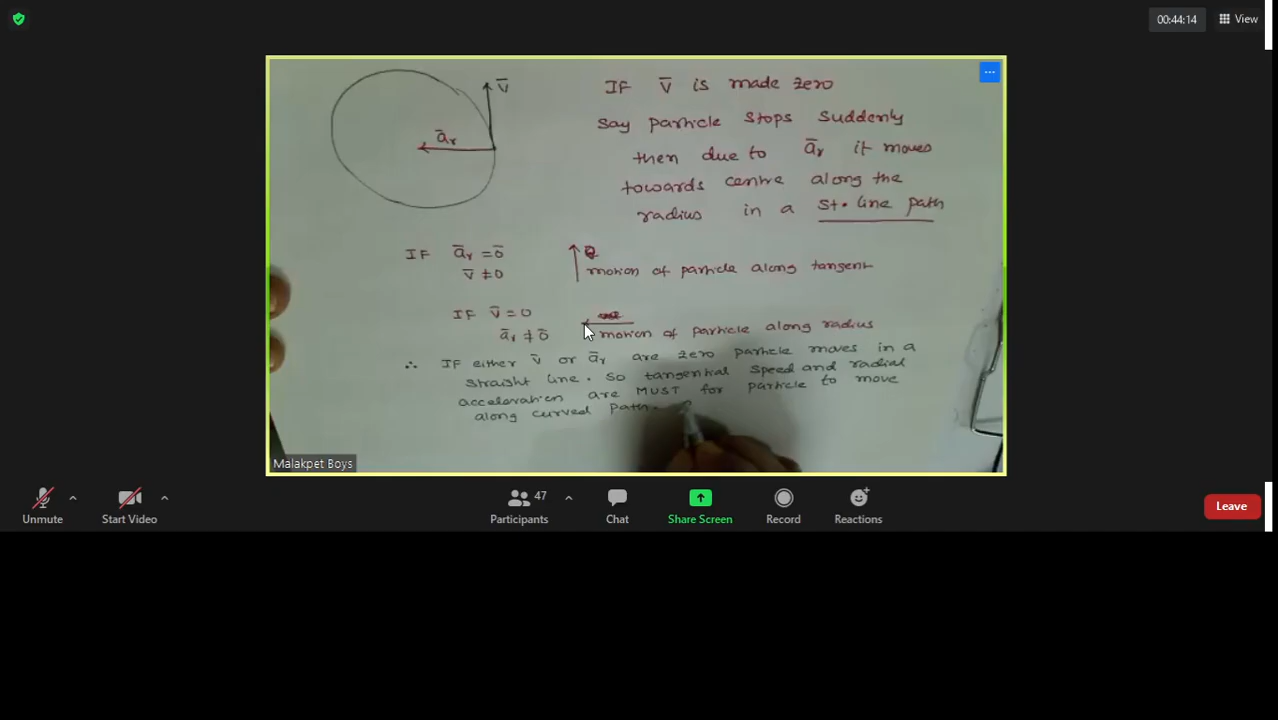 00:44:14
View
V̄
āᵣ
IF V̄ is made zero
Say particle stops suddenly
then due to āᵣ it moves
towards centre along the
radius in a St. line path
IF āᵣ = 0̄
V̄ ≠ 0
motion of particle along tangent
IF V̄ = 0
āᵣ ≠ 0̄
motion of particle along radius
∴ IF either V̄ or āᵣ are zero particle moves in a
straight line. So tangential speed and radial
acceleration are MUST for particle to move
along curved path.
Malakpet Boys
Unmute
Start Video
Participants
47
Chat
Share Screen
Record
Reactions
Leave